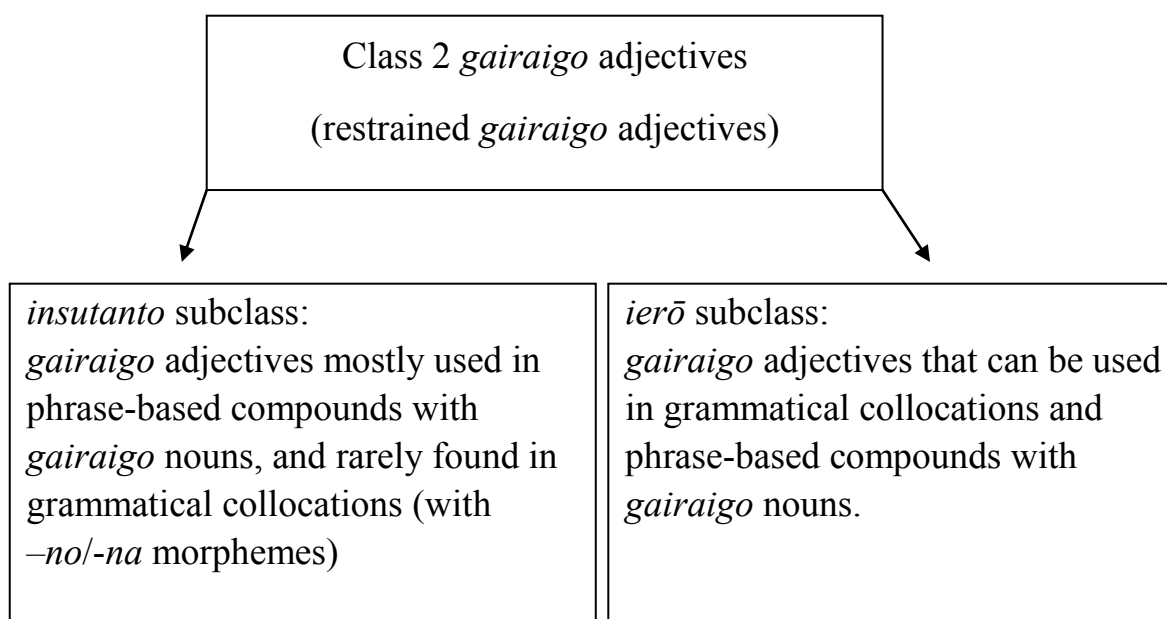 Class 2 gairaigo adjectives
(restrained gairaigo adjectives)
insutanto subclass:
gairaigo adjectives mostly used in
phrase-based compounds with
gairaigo nouns, and rarely found in
grammatical collocations (with
–no/-na morphemes)
ierō subclass:
gairaigo adjectives that can be used
in grammatical collocations and
phrase-based compounds with
gairaigo nouns.